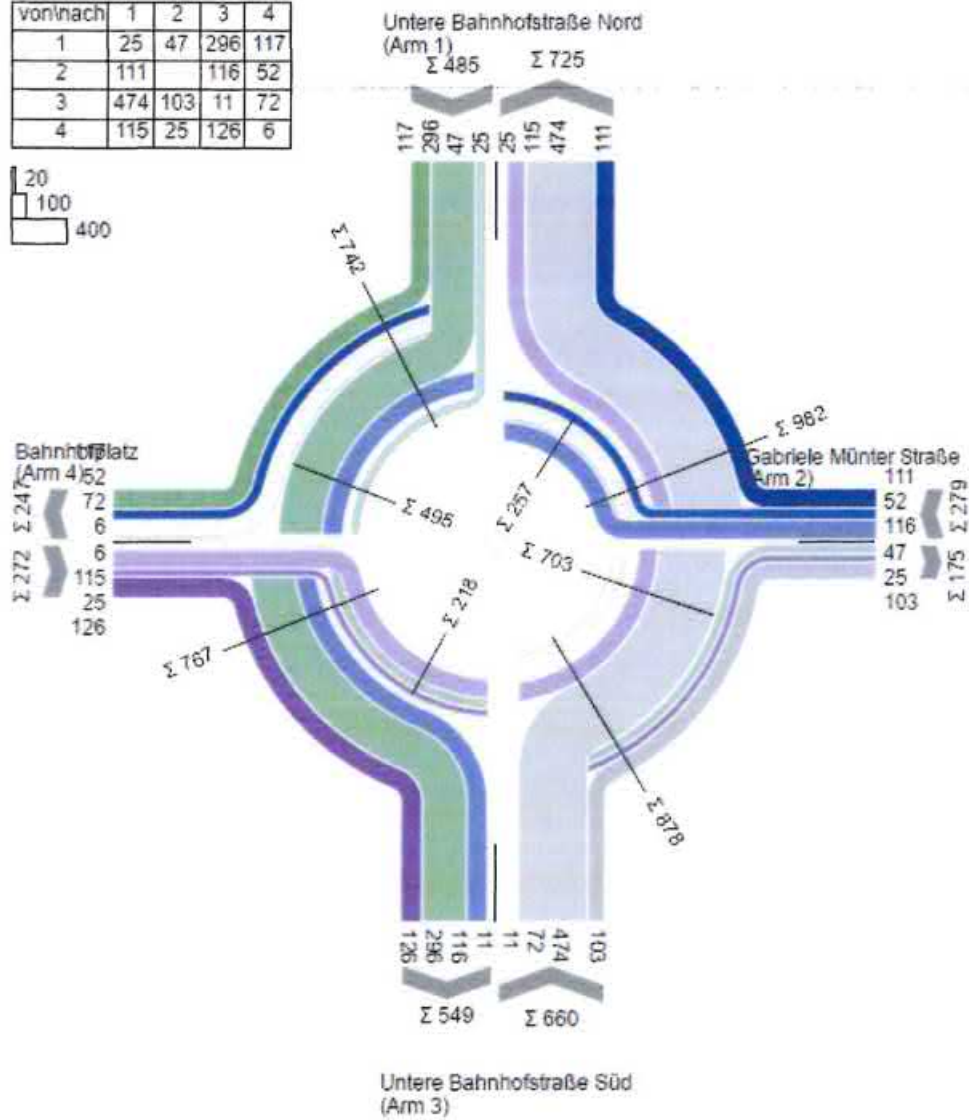 von\nach 1 2 3 4
1 25 47 296 117
2 111 116 52
3 474 103 11 72
4 115 25 126 6
20
100
400
Untere Bahnhofstraße Nord
(Arm 1)
Σ 485
Σ 725
117 296 47 25
25 115 474 111
Σ 742
Σ 982
Σ 257
Σ 495
Σ 703
Σ 218
Σ 767
Σ 878
Bahnhofplatz
(Arm 4)
52
72
6
6
115
25
126
Σ 247
Σ 272
Gabriele Münter Straße
(Arm 2)
111
52
116
47
25
103
Σ 279
Σ 175
126 296 116 11
11 72 474 103
Σ 549
Σ 660
Untere Bahnhofstraße Süd
(Arm 3)